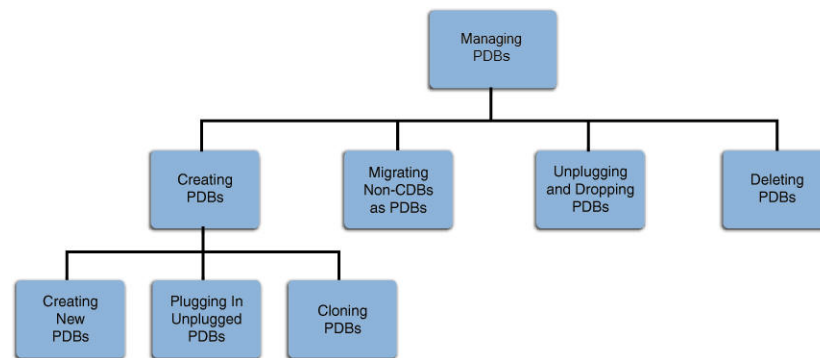 Managing
PDBs
Creating
PDBs
Migrating
Non-CDBs
as PDBs
Unplugging
and Dropping
PDBs
Deleting
PDBs
Creating
New
PDBs
Plugging In
Unplugged
PDBs
Cloning
PDBs